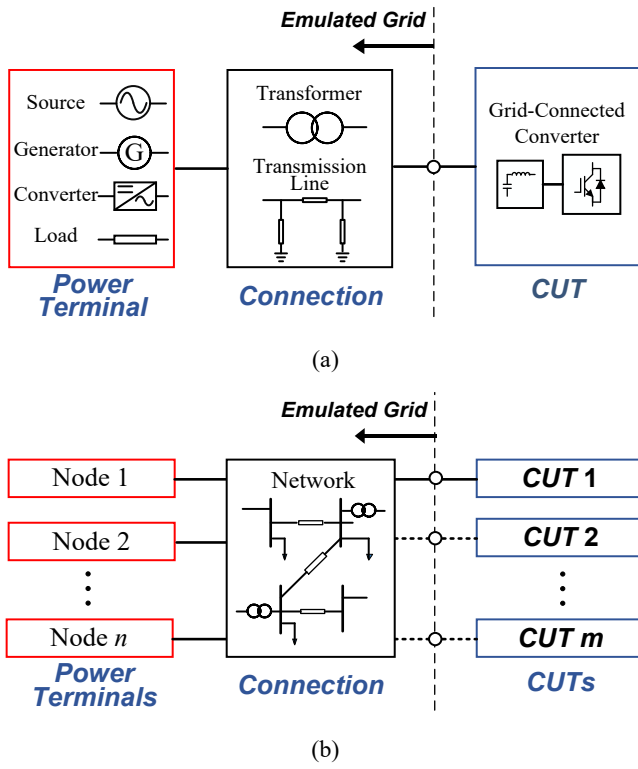 Emulated Grid
Source
Generator
G
Converter
Load
Transformer
Transmission
Line
Grid-Connected
Converter
Power
Terminal
Connection
CUT
(a)
Emulated Grid
Node 1
Node 2
Node n
Network
CUT 1
CUT 2
CUT m
Power
Terminals
Connection
CUTs
(b)